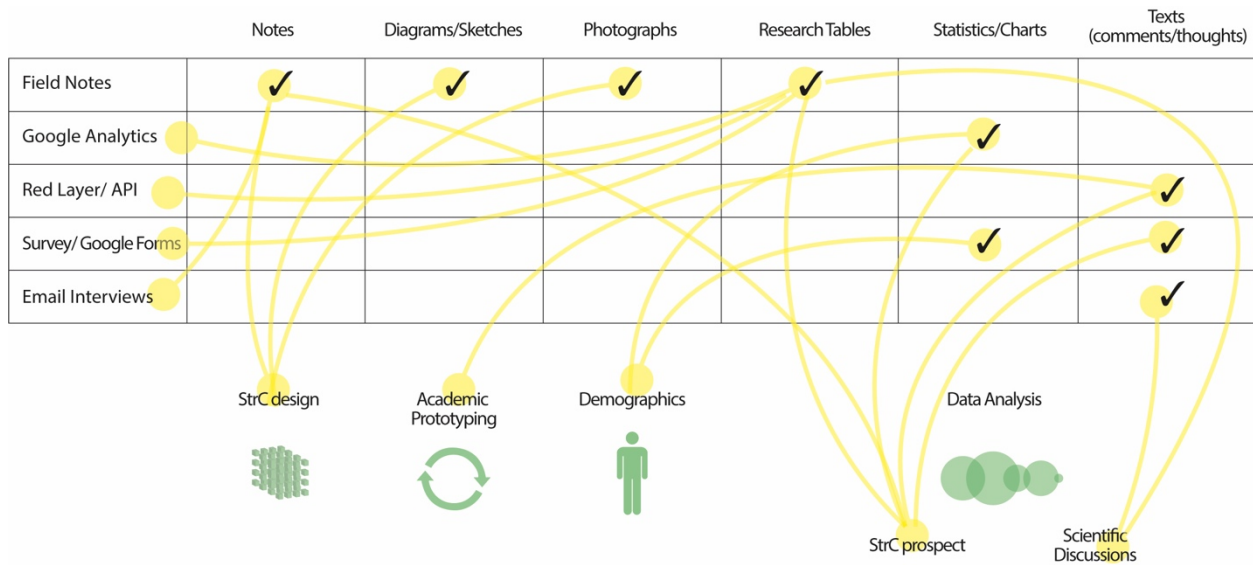 Notes
Diagrams/Sketches
Photographs
Research Tables
Statistics/Charts
Texts
(comments/thoughts)
Field Notes
Google Analytics
Red Layer/ API
Survey/ Google Forms
Email Interviews
StrC design
Academic
Prototyping
Demographics
Data Analysis
StrC prospect
Scientific
Discussions